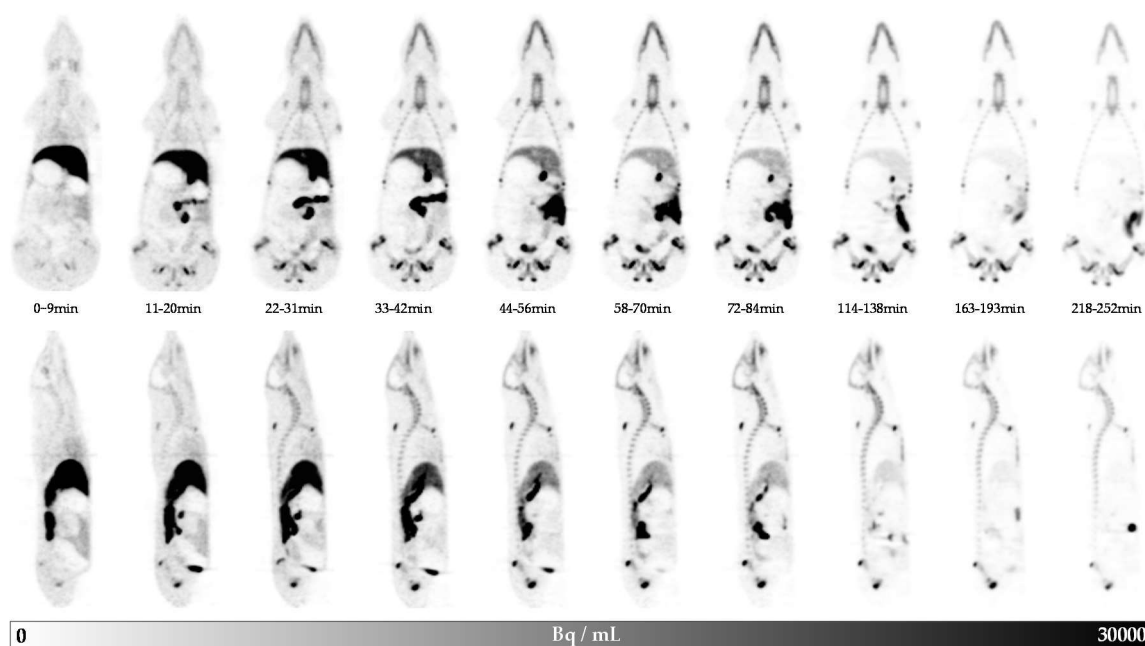 0~9min
11-20min
22-31min
33-42min
44-56min
58-70min
72-84min
114-138min
163-193min
218-252min
0
Bq / mL
30000